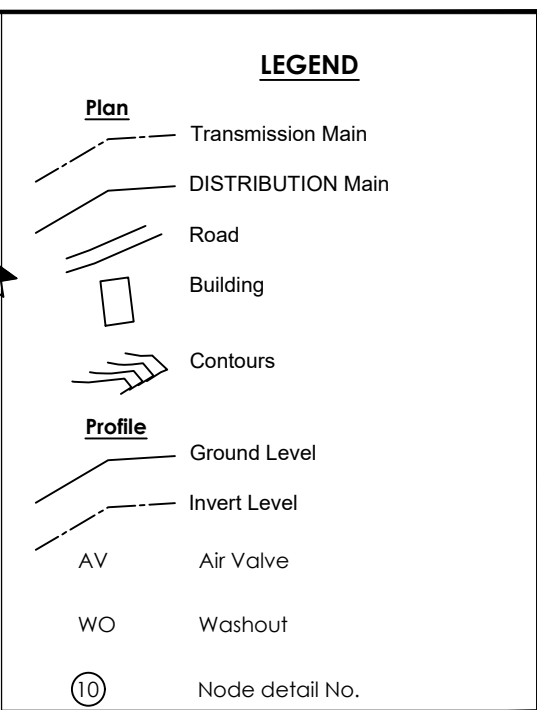 LEGEND
Plan
Transmission Main
DISTRIBUTION Main
Road
Building
Contours
Profile
Ground Level
Invert Level
AV Air Valve
WO Washout
10 Node detail No.